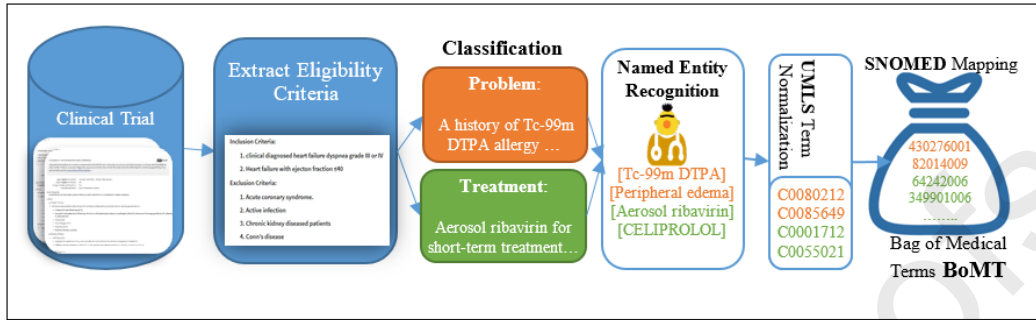 Clinical Trial
Extract Eligibility
Criteria
Inclusion Criteria:
1. clinical diagnosed heart failure dyspnea grade III or IV
2. Heart failure with ejecton fraction ≤40
Exclusion Criteria:
1. Acute coronary syndrome.
2. Active infection
3. Chronic kidney diseased patients
4. Conn's disease
Classification
Problem:
A history of Tc-99m
DTPA allergy …
Treatment:
Aerosol ribavirin for
short-term treatment…
Named Entity
Recognition
[Tc-99m DTPA]
[Peripheral edema]
[Aerosol ribavirin]
[CELIPROLOL]
UMLS Term
Normalization
C0080212
C0085649
C0001712
C0055021
SNOMED Mapping
430276001
82014009
64242006
349901006
........
Bag of Medical
Terms BoMT